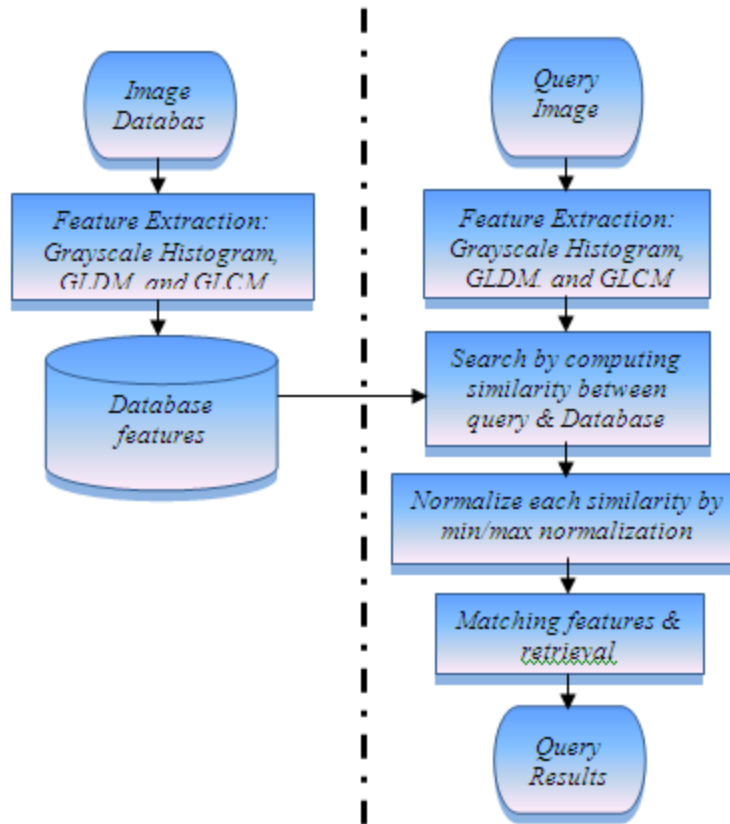 Image
Databas
Feature Extraction:
Grayscale Histogram,
GLDM, and GLCM
Database
features
Query
Image
Feature Extraction:
Grayscale Histogram,
GLDM, and GLCM
Search by computing
similarity between
query & Database
Normalize each similarity by
min/max normalization
Matching features &
retrieval
Query
Results